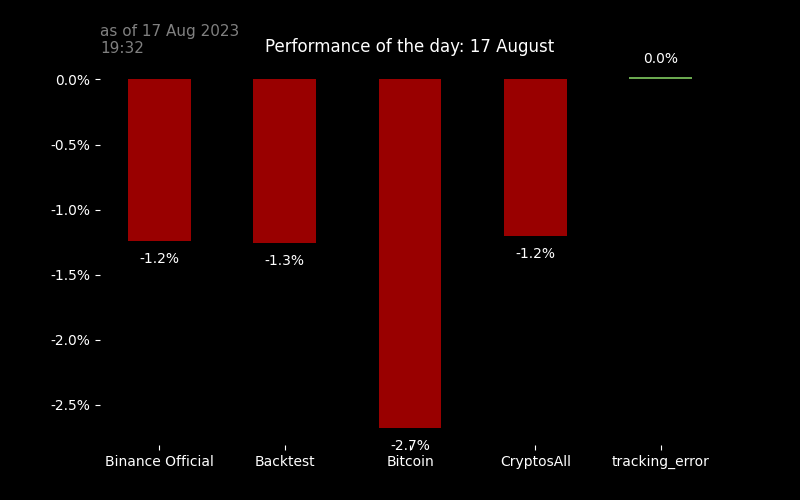 as of 17 Aug 2023
19:32
Performance of the day: 17 August
0.0%
0.0%
-0.5%
-1.0%
-1.2%
-1.3%
-1.2%
-1.5%
-2.0%
-2.5%
-2.7%
Binance Official
Backtest
Bitcoin
CryptosAll
tracking_error